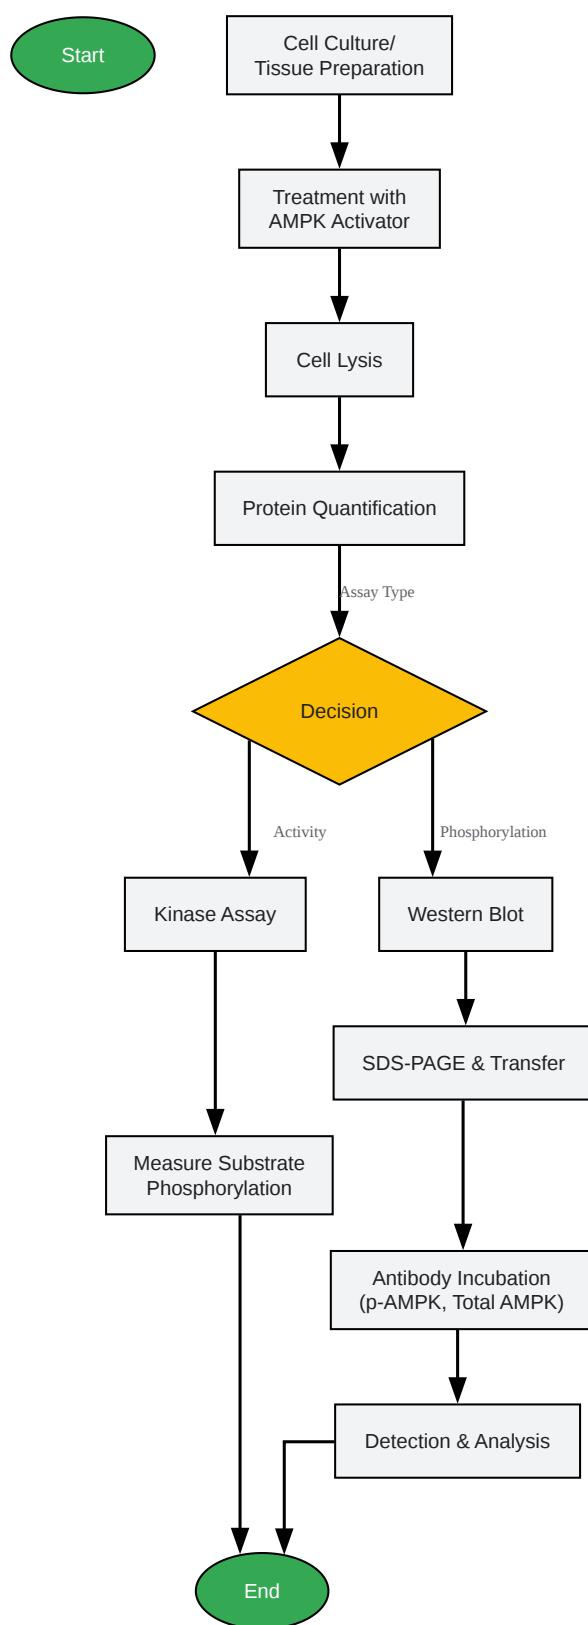 Start
Cell Culture/
Tissue Preparation
Treatment with
AMPK Activator
Cell Lysis
Protein Quantification
Assay Type
Decision
Activity
Phosphorylation
Kinase Assay
Western Blot
SDS-PAGE & Transfer
Measure Substrate
Phosphorylation
Antibody Incubation
(p-AMPK, Total AMPK)
Detection & Analysis
End